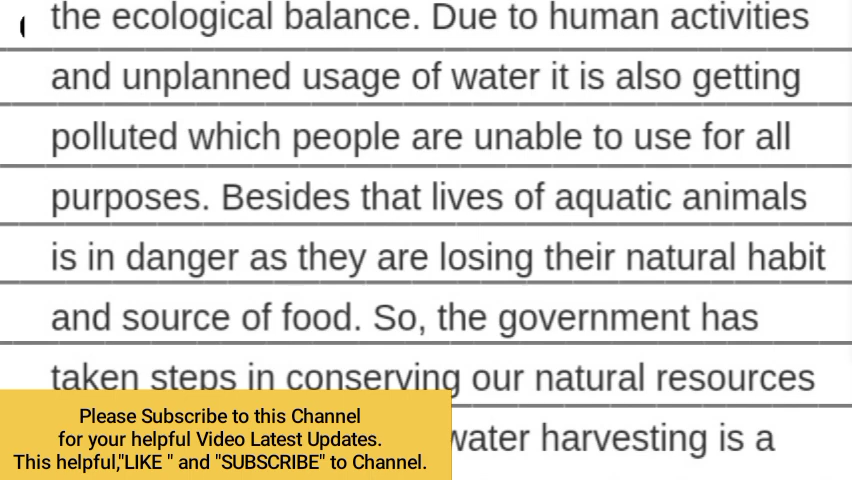 the ecological balance. Due to human activities
and unplanned usage of water it is also getting
polluted which people are unable to use for all
purposes. Besides that lives of aquatic animals
is in danger as they are losing their natural habit
and source of food. So, the government has
taken steps in conserving our natural resources
water harvesting is a
Please Subscribe to this Channel
for your helpful Video Latest Updates.
This helpful,"LIKE " and "SUBSCRIBE" to Channel.